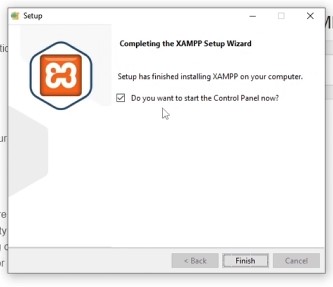 Setup
Completing the XAMPP Setup Wizard
Setup has finished installing XAMPP on your computer.
Do you want to start the Control Panel now?
< Back
Finish
Cancel